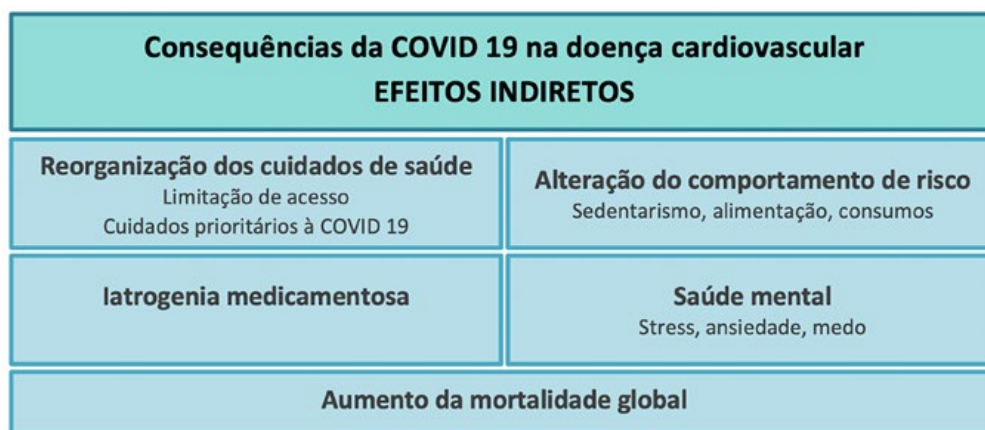 Consequências da COVID 19 na doença cardiovascular
EFEITOS INDIRETOS
Reorganização dos cuidados de saúde
Limitação de acesso
Cuidados prioritários à COVID 19
Alteração do comportamento de risco
Sedentarismo, alimentação, consumos
Iatrogenia medicamentosa
Saúde mental
Stress, ansiedade, medo
Aumento da mortalidade global